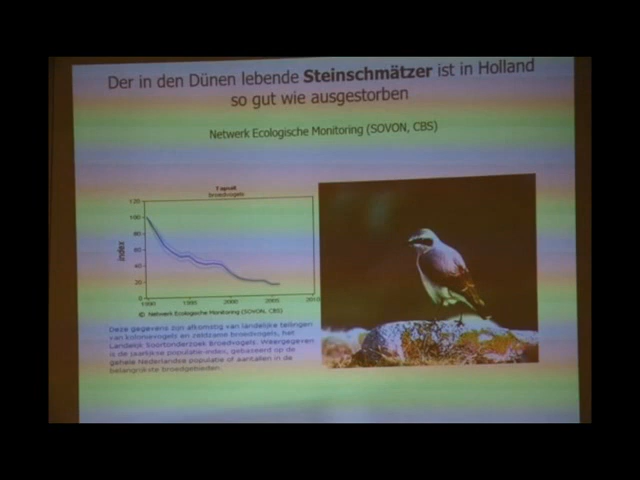 Der in den Dünen lebende Steinschmätzer ist in Holland
so gut wie ausgestorben
Netwerk Ecologische Monitoring (SOVON, CBS)
Tapuit
broedvogels
120
100
80
60
40
20
0
index
1990
1995
2000
2005
2010
© Netwerk Ecologische Monitoring (SOVON, CBS)
Deze gegevens zijn afkomstig van landelijke tellingen
van kolonievogels en zeldzame broedvogels, het
Landelijk Soortonderzoek Broedvogels. Weergegeven
is de jaarlijkse populatie-index, gebaseerd op de
gehele Nederlandse populatie of aantallen in de
belangrijkste broedgebieden.